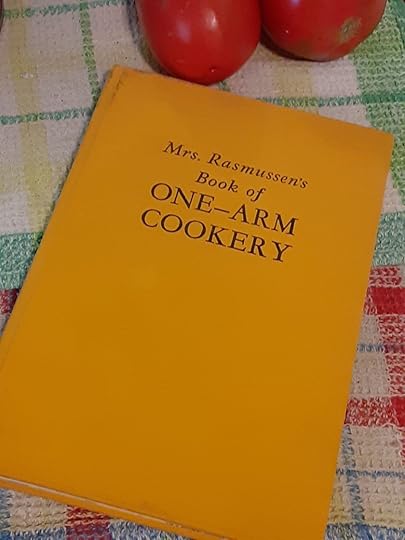 Mrs. Rasmussen's
Book of
ONE–ARM
COOKERY